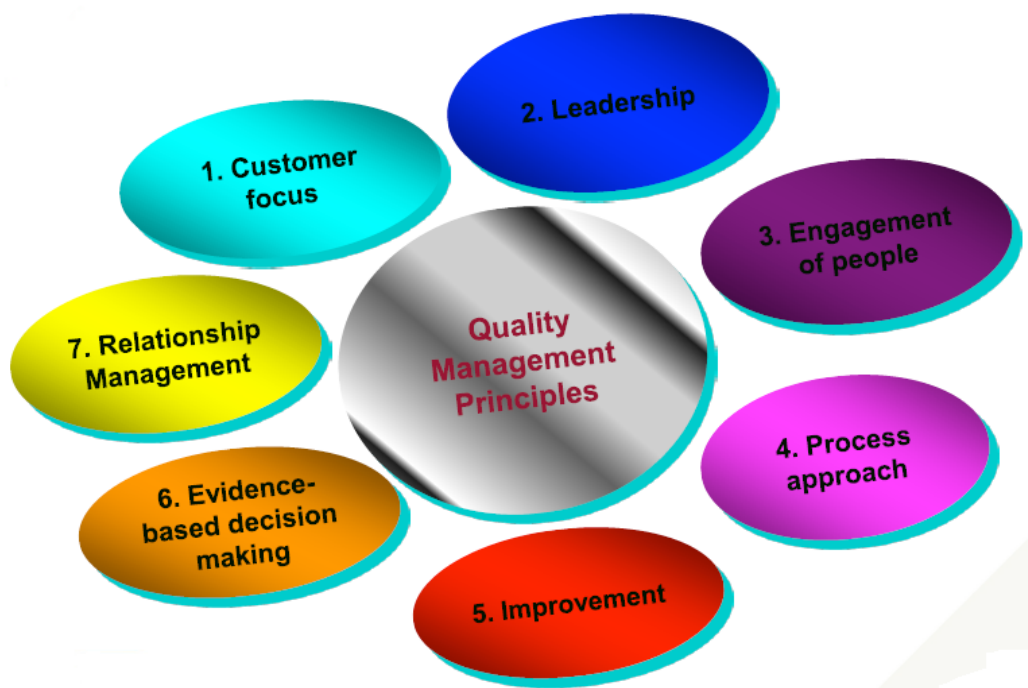 Quality
Management
Principles
1. Customer
focus
2. Leadership
3. Engagement
of people
4. Process
approach
5. Improvement
6. Evidence-
based decision
making
7. Relationship
Management